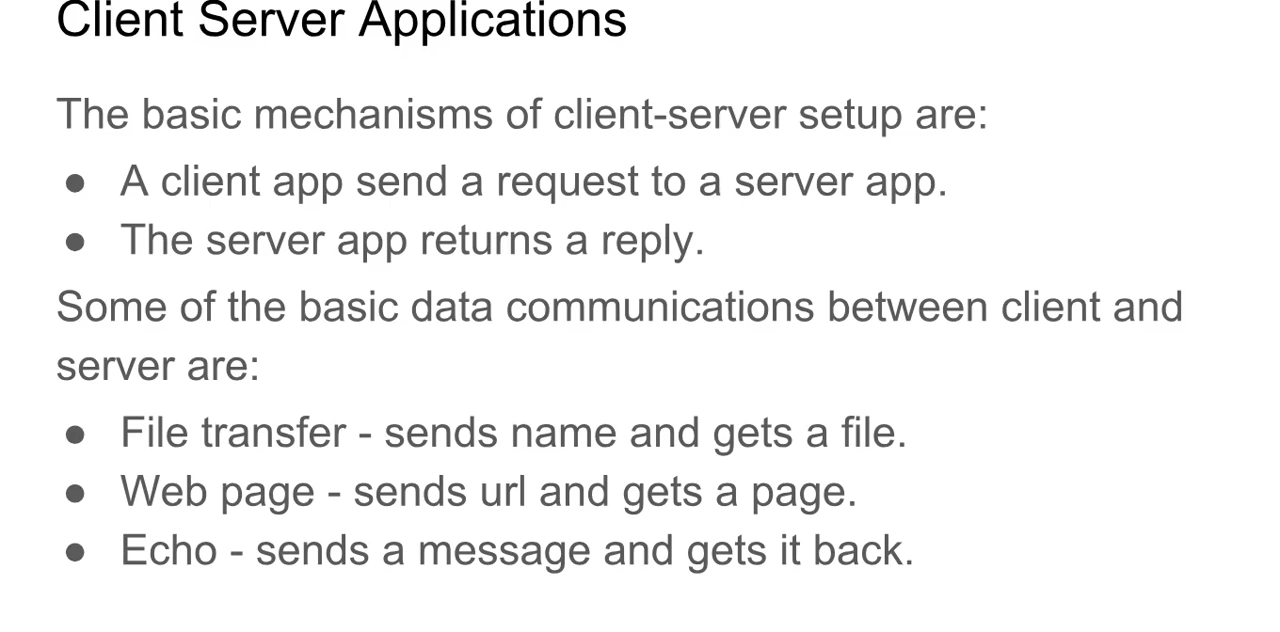 Client Server Applications
The basic mechanisms of client-server setup are:
● A client app send a request to a server app.
● The server app returns a reply.
Some of the basic data communications between client and
server are:
● File transfer - sends name and gets a file.
● Web page - sends url and gets a page.
● Echo - sends a message and gets it back.